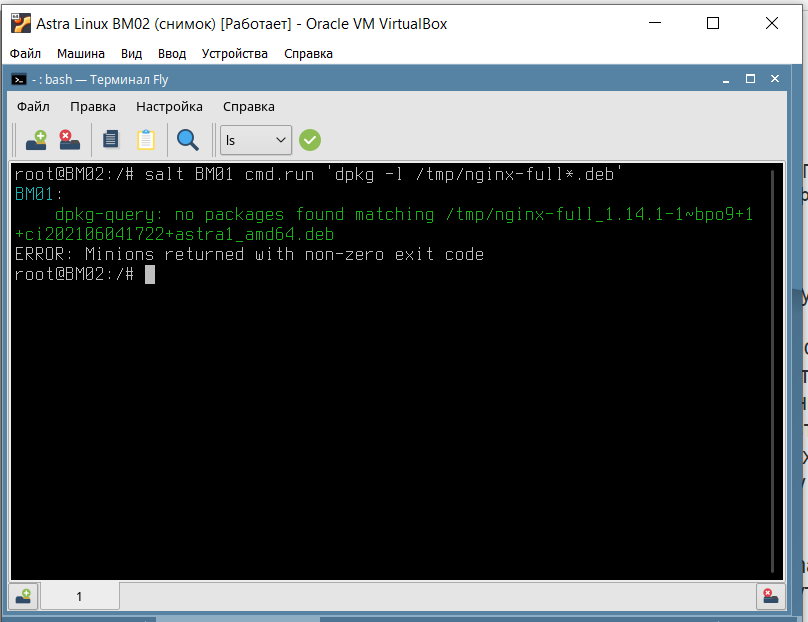 Astra Linux BM02 (снимок) [Работает] - Oracle VM VirtualBox
Файл Машина Вид Ввод Устройства Справка
- : bash — Терминал Fly
Файл Правка Настройка Справка
ls
root@BM02:/# salt BM01 cmd.run 'dpkg -l /tmp/nginx-full*.deb'
BM01:
dpkg-query: no packages found matching /tmp/nginx-full_1.14.1-1~bpo9+1
+ci202106041722+astra1_amd64.deb
ERROR: Minions returned with non-zero exit code
root@BM02:/#
1